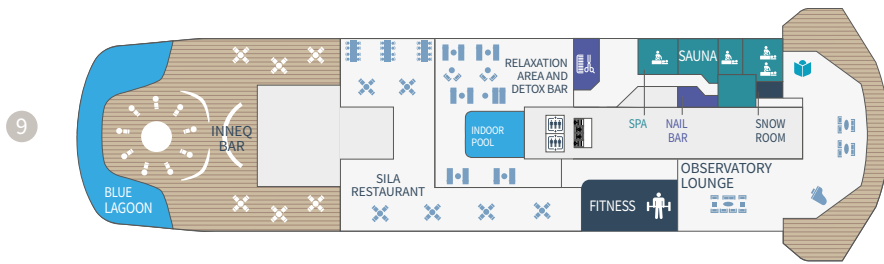 9
BLUE
LAGOON
INNEQ
BAR
SILA
RESTAURANT
RELAXATION
AREA AND
DETOX BAR
INDOOR
POOL
SAUNA
SPA
NAIL
BAR
SNOW
ROOM
OBSERVATORY
LOUNGE
FITNESS